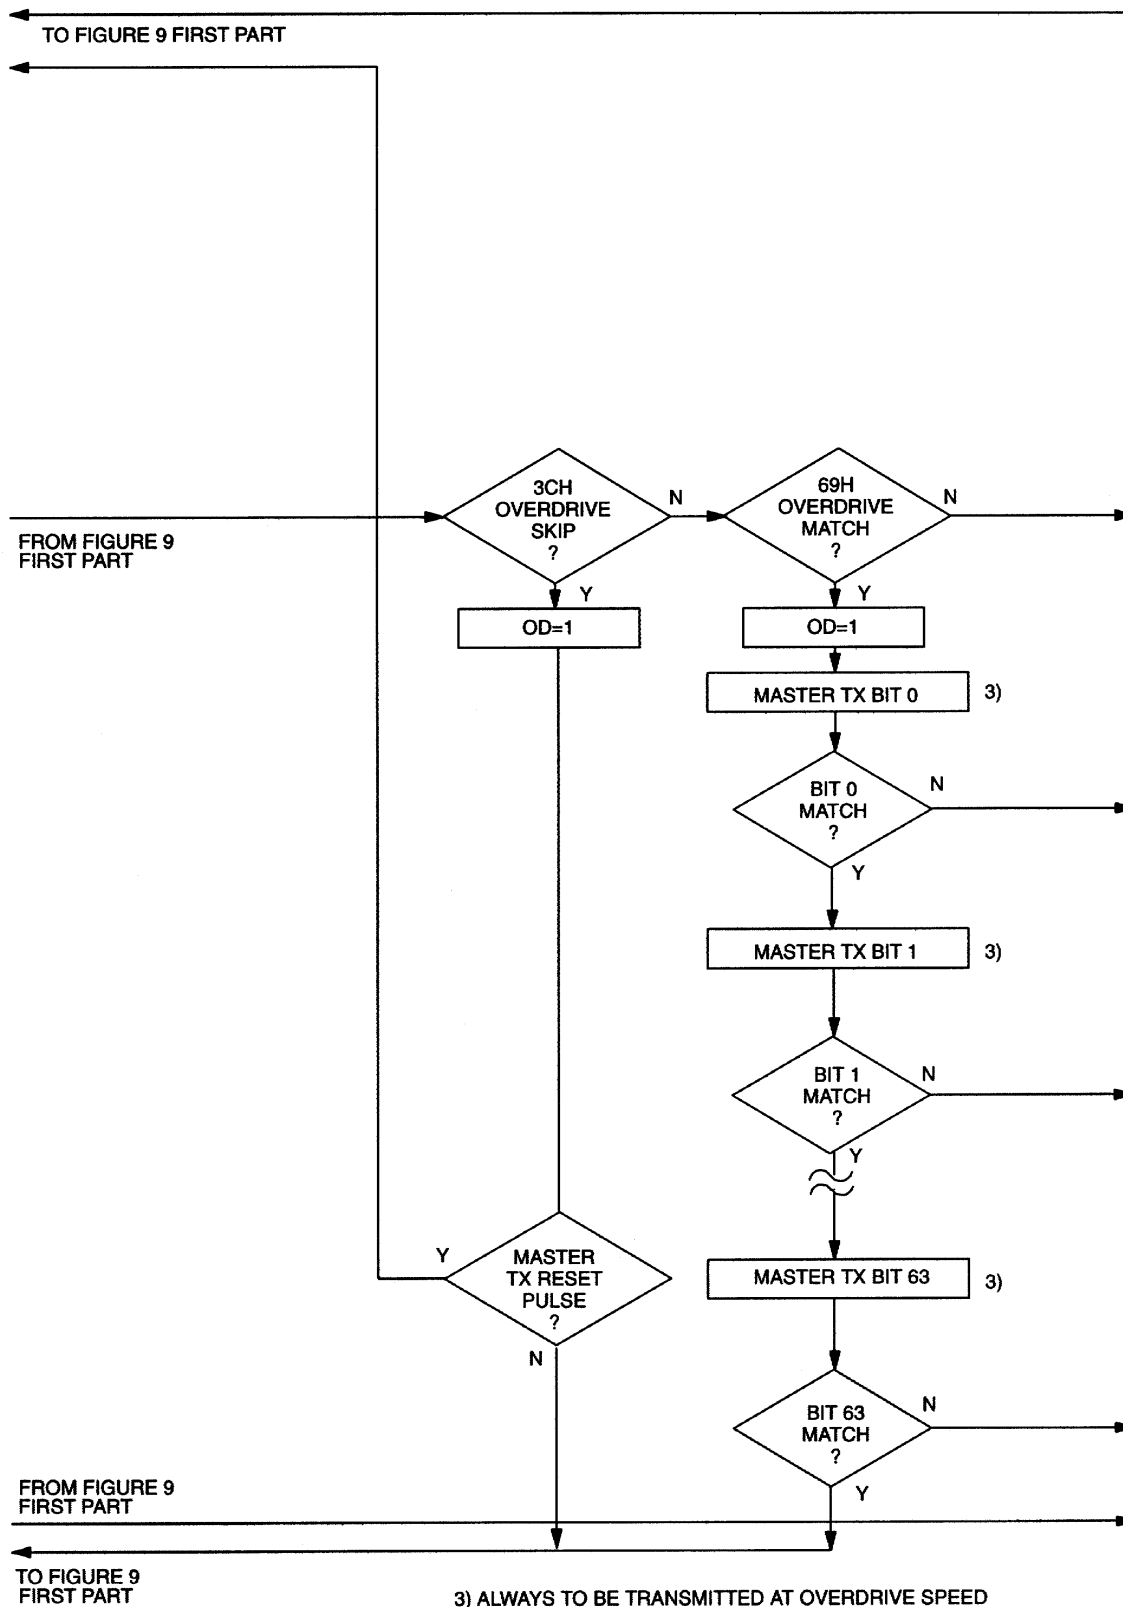 TO FIGURE 9 FIRST PART
3CH
OVERDRIVE
SKIP
?
N
69H
OVERDRIVE
MATCH
?
N
FROM FIGURE 9
FIRST PART
Y
Y
OD=1
OD=1
MASTER TX BIT 0
3)
BIT 0
MATCH
?
N
Y
MASTER TX BIT 1
3)
BIT 1
MATCH
?
N
Y
Y
MASTER
TX RESET
PULSE
?
N
MASTER TX BIT 63
3)
BIT 63
MATCH
?
N
Y
FROM FIGURE 9
FIRST PART
TO FIGURE 9
FIRST PART
3) ALWAYS TO BE TRANSMITTED AT OVERDRIVE SPEED